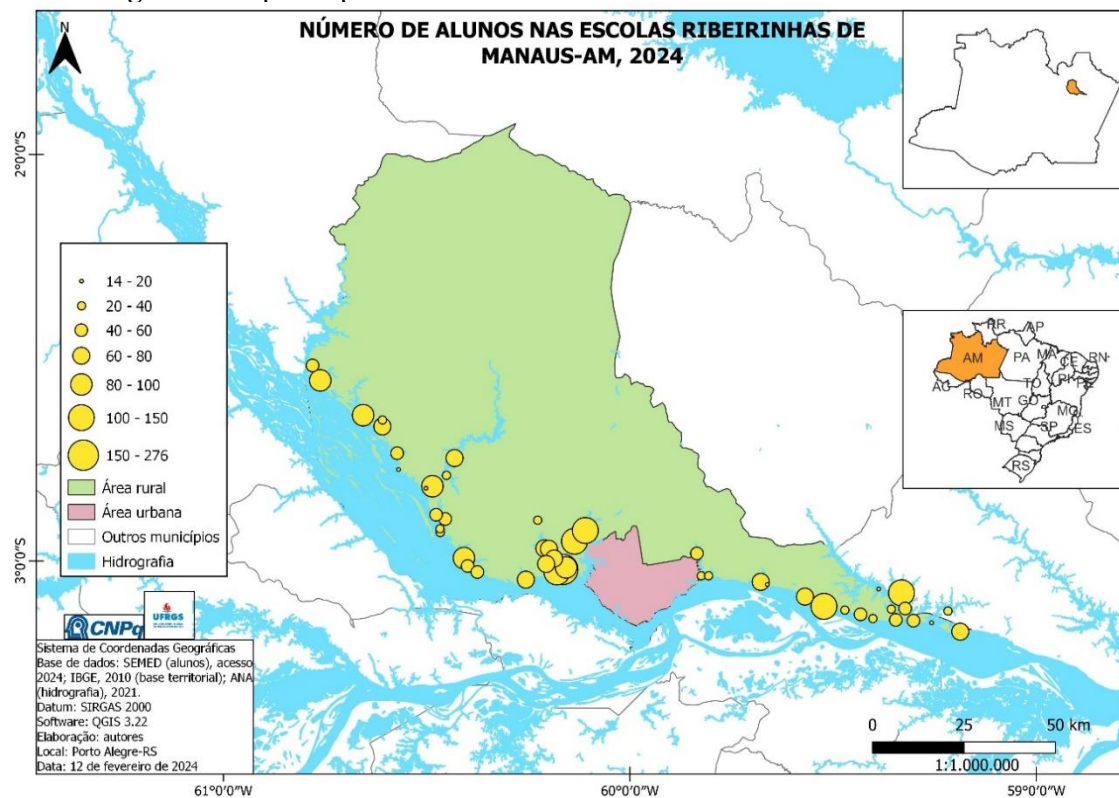 NÚMERO DE ALUNOS NAS ESCOLAS RIBEIRINHAS DE
MANAUS-AM, 2024
N
2°0'0"S
3°0'0"S
14 - 20
20 - 40
40 - 60
60 - 80
80 - 100
100 - 150
150 - 276
Área rural
Área urbana
Outros municípios
Hidrografia
CNPq
UFRGS
Sistema de Coordenadas Geográficas
Base de dados: SEMED (alunos), acesso
2024; IBGE, 2010 (base territorial); ANA
(hidrografia), 2021.
Datum: SIRGAS 2000
Software: QGIS 3.22
Elaboração: autores
Local: Porto Alegre-RS
Data: 12 de fevereiro de 2024
RR
AP
AM
PA
MA
CE
RN
AC
RO
TO
PI
PE
MT
GO
MG
MS
SP
ES
RS
0 25 50 km
1:1.000.000
61°0'0"W
60°0'0"W
59°0'0"W